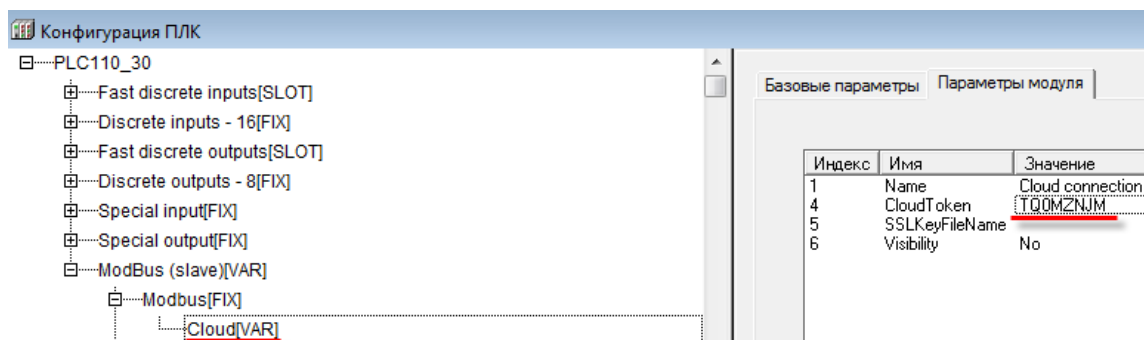 Конфигурация ПЛК
PLC110_30
Fast discrete inputs[SLOT]
Discrete inputs - 16[FIX]
Fast discrete outputs[SLOT]
Discrete outputs - 8[FIX]
Special input[FIX]
Special output[FIX]
ModBus (slave)[VAR]
Modbus[FIX]
Cloud[VAR]
Базовые параметры Параметры модуля
Индекс Имя Значение
1 Name Cloud connection
4 CloudToken TQ0MZNJM
5 SSLKeyFileName
6 Visibility No